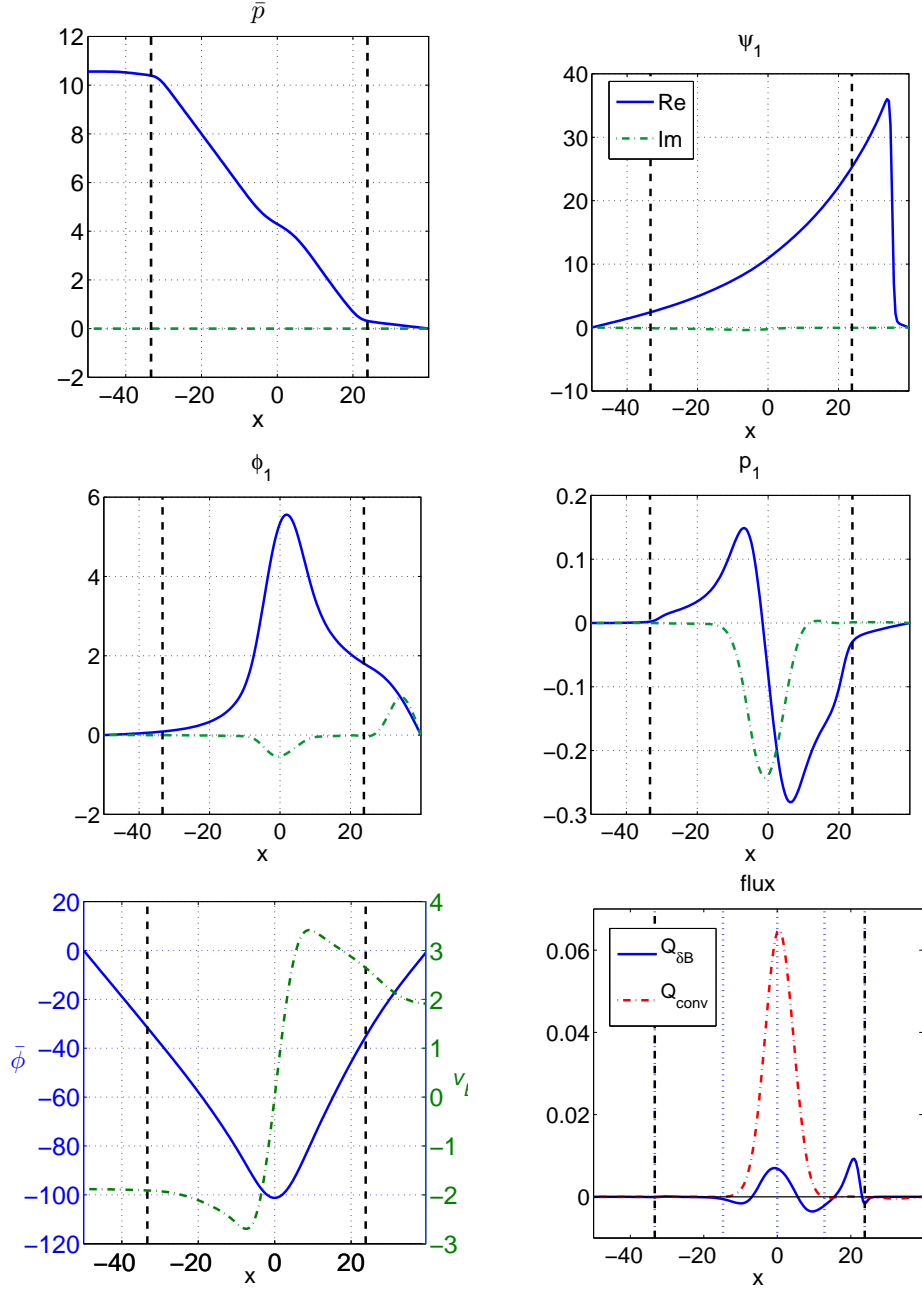 p̄
12
10
8
6
4
2
0
−2
−40 −20 0 20
x
ψ1
40
30
20
10
0
−10
Re
Im
−40 −20 0 20
x
ϕ1
6
4
2
0
−2
−40 −20 0 20
x
p1
0.2
0.1
0
−0.1
−0.2
−0.3
−40 −20 0 20
x
20
0
−20
−40
−60
−80
−100
−120
ϕ̄
4
3
2
1
0
−1
−2
−3
−40 −20 0 20
x
flux
0.06
0.04
0.02
0
QδB
Qconv
−40 −20 0 20
x